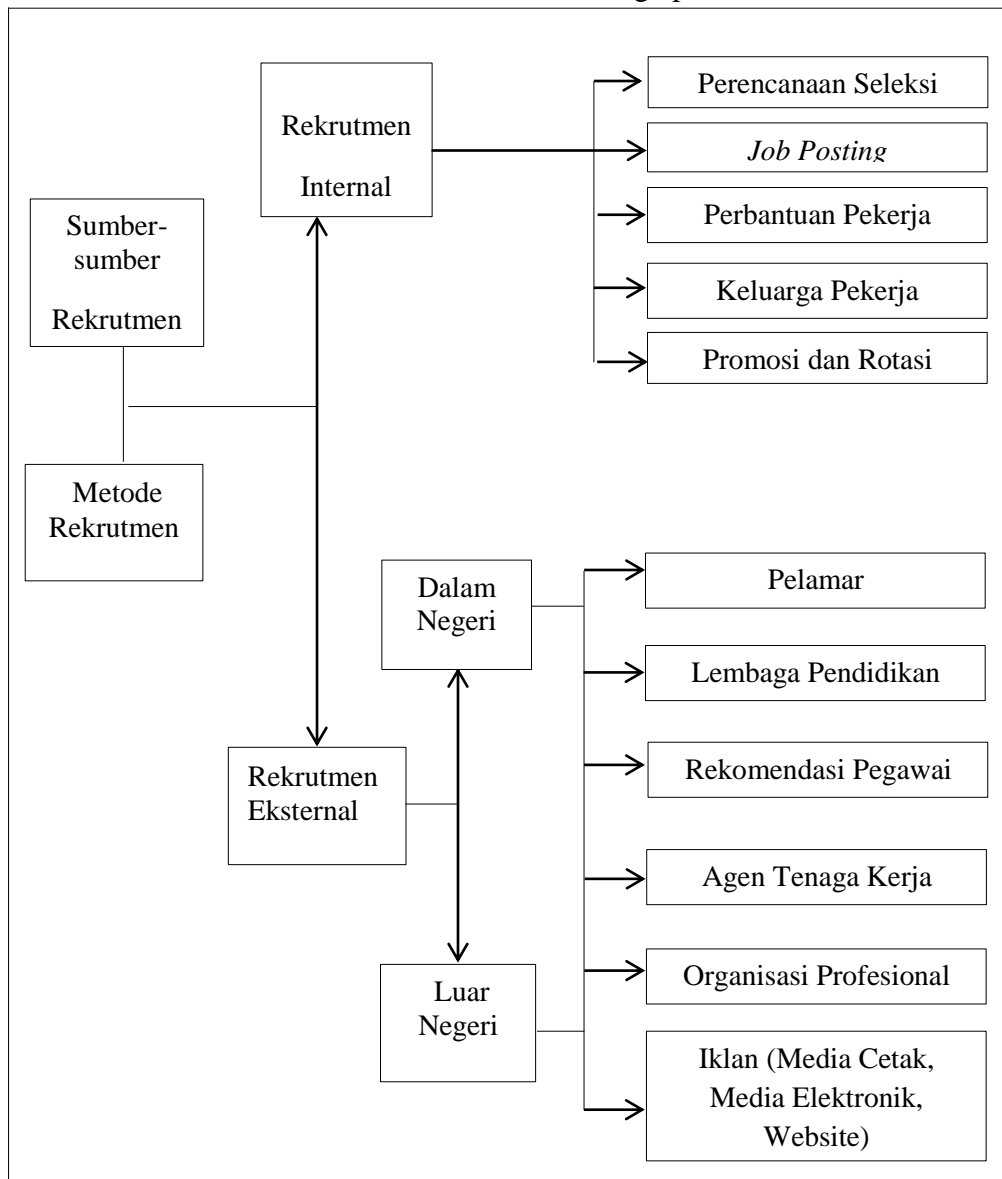 Rekrutmen
Internal
Perencanaan Seleksi
Job Posting
Perbantuan Pekerja
Keluarga Pekerja
Promosi dan Rotasi
Sumber-
sumber
Rekrutmen
Metode
Rekrutmen
Dalam
Negeri
Rekrutmen
Eksternal
Luar
Negeri
Pelamar
Lembaga Pendidikan
Rekomendasi Pegawai
Agen Tenaga Kerja
Organisasi Profesional
Iklan (Media Cetak,
Media Elektronik,
Website)